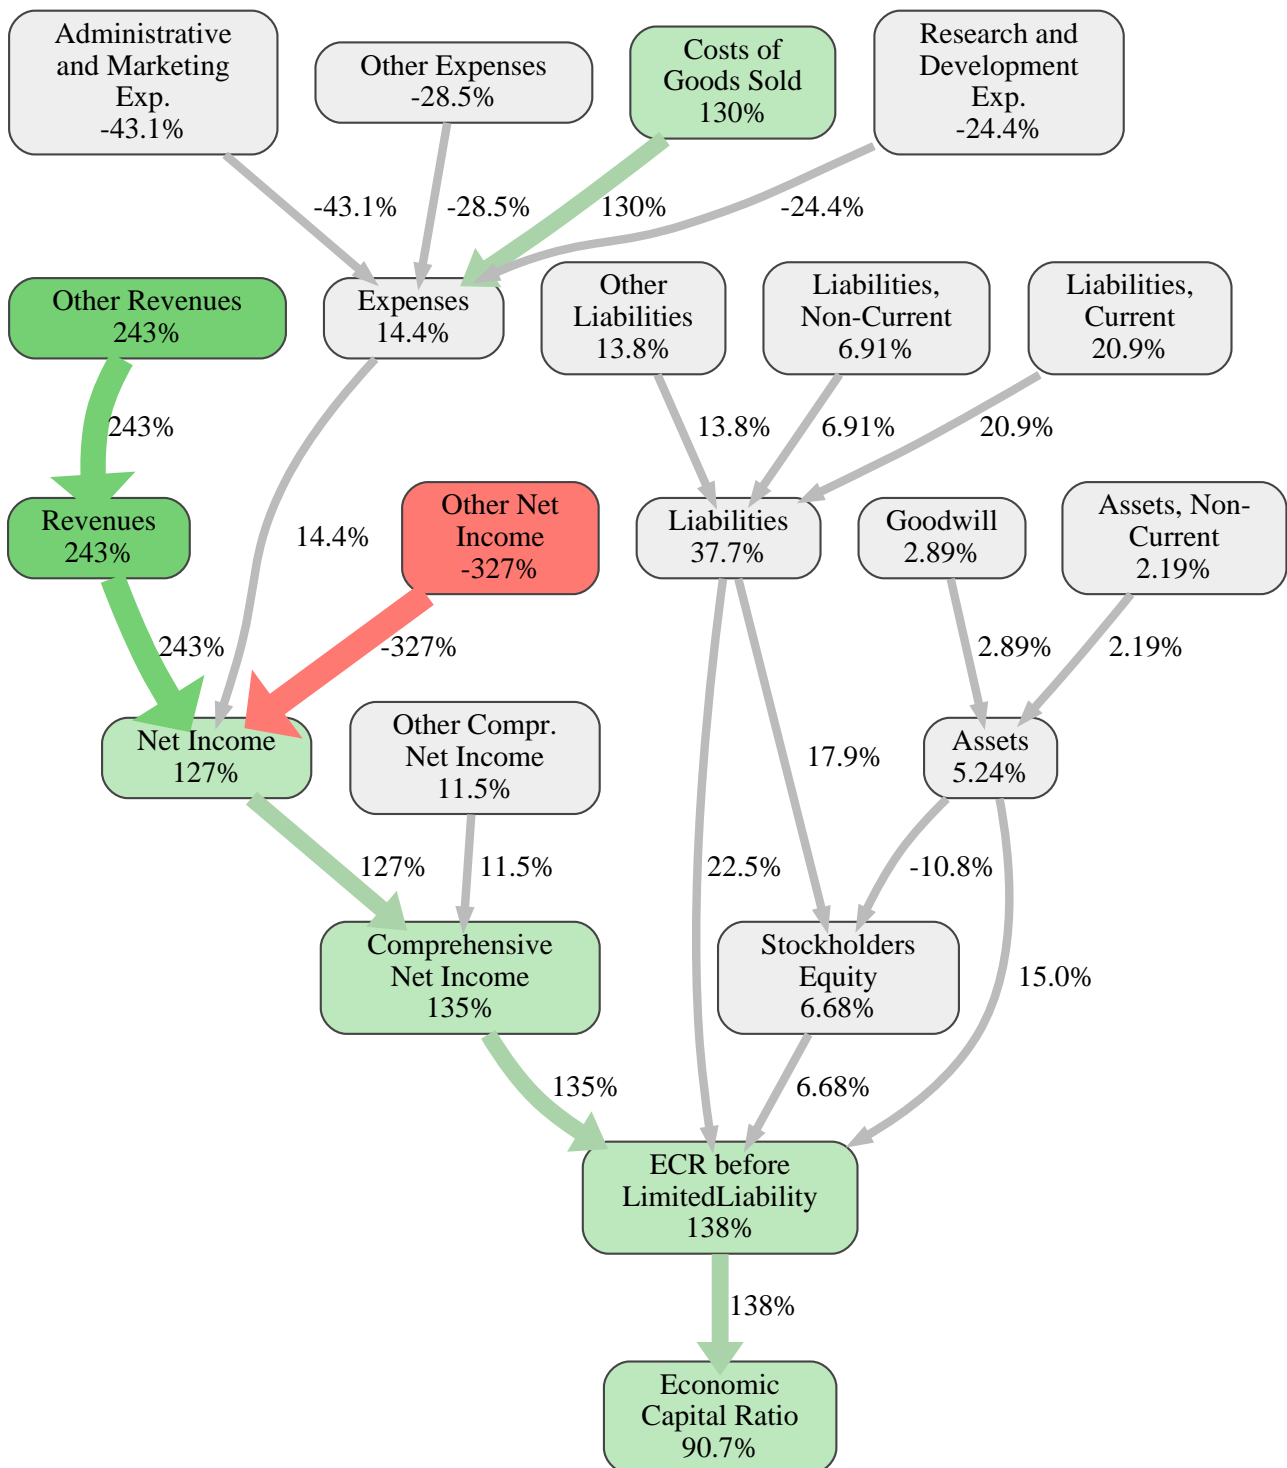 Administrative
and Marketing
Exp.
-43.1%
Other Expenses
-28.5%
Costs of
Goods Sold
130%
Research and
Development
Exp.
-24.4%
-43.1%
-28.5%
130%
-24.4%
Other Revenues
243%
Expenses
14.4%
Other
Liabilities
13.8%
Liabilities,
Non-Current
6.91%
Liabilities,
Current
20.9%
243%
13.8%
6.91%
20.9%
Revenues
243%
14.4%
Other Net
Income
-327%
Liabilities
37.7%
Goodwill
2.89%
Assets, Non-
Current
2.19%
243%
-327%
2.89%
2.19%
Net Income
127%
Other Compr.
Net Income
11.5%
17.9%
Assets
5.24%
127%
11.5%
22.5%
-10.8%
Comprehensive
Net Income
135%
Stockholders
Equity
6.68%
15.0%
135%
6.68%
ECR before
LimitedLiability
138%
138%
Economic
Capital Ratio
90.7%